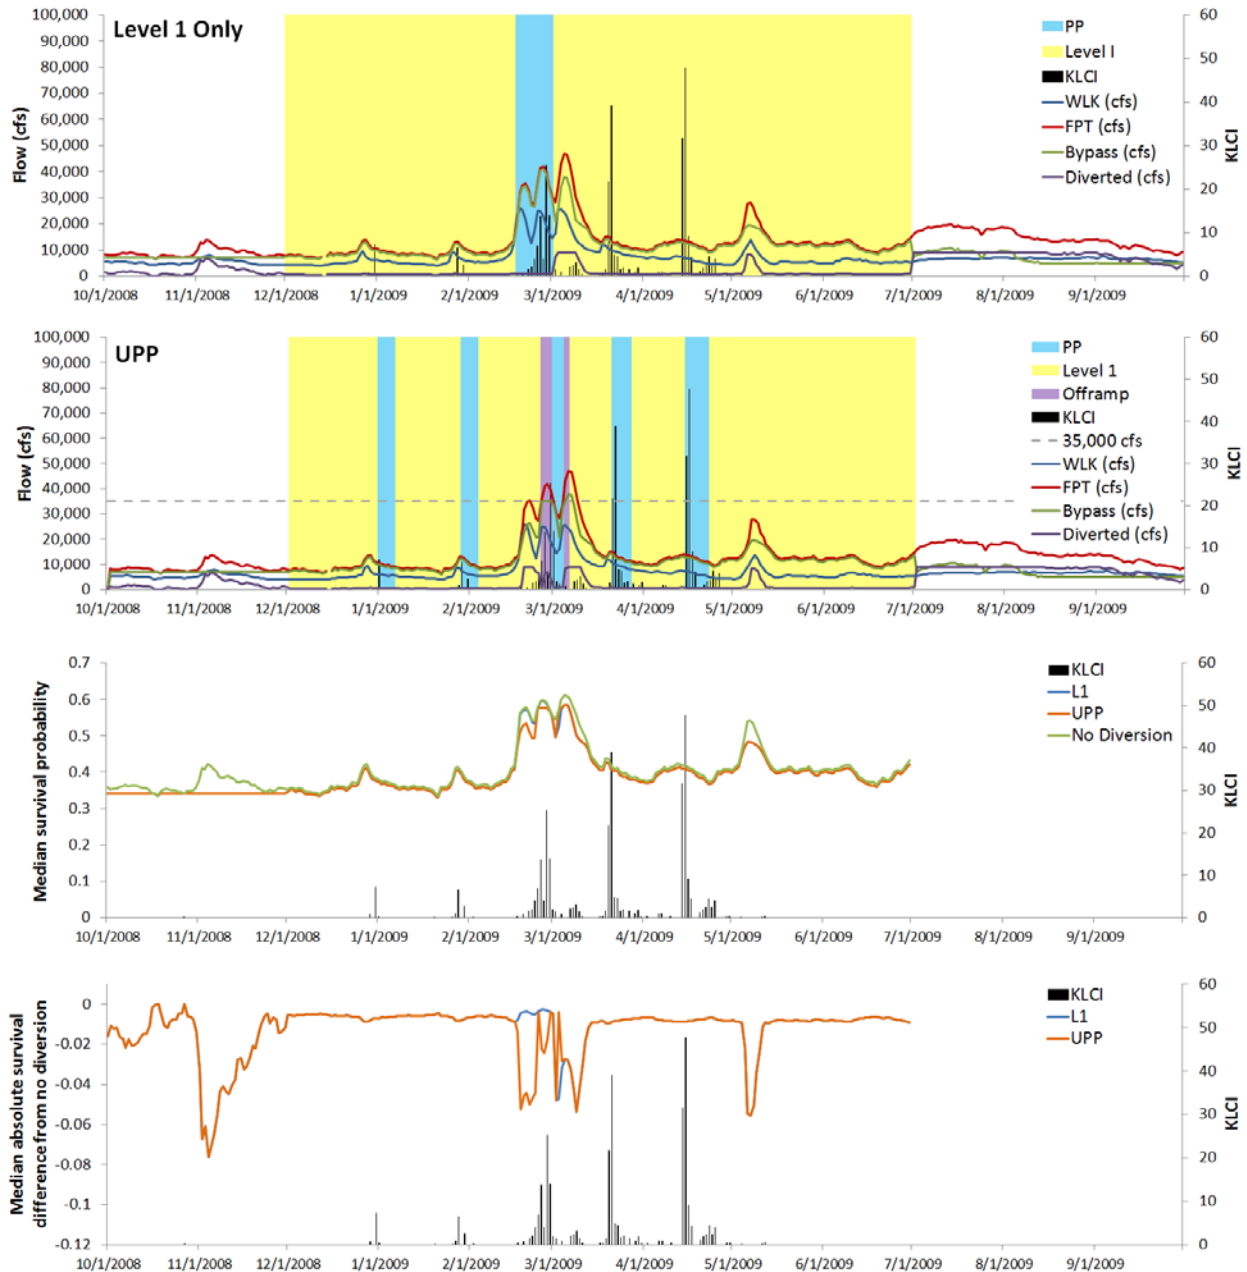 Level 1 Only
Flow (cfs)
100,000
90,000
80,000
70,000
60,000
50,000
40,000
30,000
20,000
10,000
0
60
50
40
30
20
10
0
KLCI
PP
Level I
KLCI
WLK (cfs)
FPT (cfs)
Bypass (cfs)
Diverted (cfs)
10/1/2008 11/1/2008 12/1/2008 1/1/2009 2/1/2009 3/1/2009 4/1/2009 5/1/2009 6/1/2009 7/1/2009 8/1/2009 9/1/2009
UPP
Flow (cfs)
100,000
90,000
80,000
70,000
60,000
50,000
40,000
30,000
20,000
10,000
0
60
50
40
30
20
10
0
KLCI
PP
Level 1
Offramp
KLCI
35,000 cfs
WLK (cfs)
FPT (cfs)
Bypass (cfs)
Diverted (cfs)
10/1/2008 11/1/2008 12/1/2008 1/1/2009 2/1/2009 3/1/2009 4/1/2009 5/1/2009 6/1/2009 7/1/2009 8/1/2009 9/1/2009
Median survival probability
0.7
0.6
0.5
0.4
0.3
0.2
0.1
0
60
50
40
30
20
10
0
KLCI
KLCI
L1
UPP
No Diversion
10/1/2008 11/1/2008 12/1/2008 1/1/2009 2/1/2009 3/1/2009 4/1/2009 5/1/2009 6/1/2009 7/1/2009 8/1/2009 9/1/2009
Median absolute survival
difference from no diversion
0
-0.02
-0.04
-0.06
-0.08
-0.1
-0.12
60
50
40
30
20
10
0
KLCI
KLCI
L1
UPP
10/1/2008 11/1/2008 12/1/2008 1/1/2009 2/1/2009 3/1/2009 4/1/2009 5/1/2009 6/1/2009 7/1/2009 8/1/2009 9/1/2009